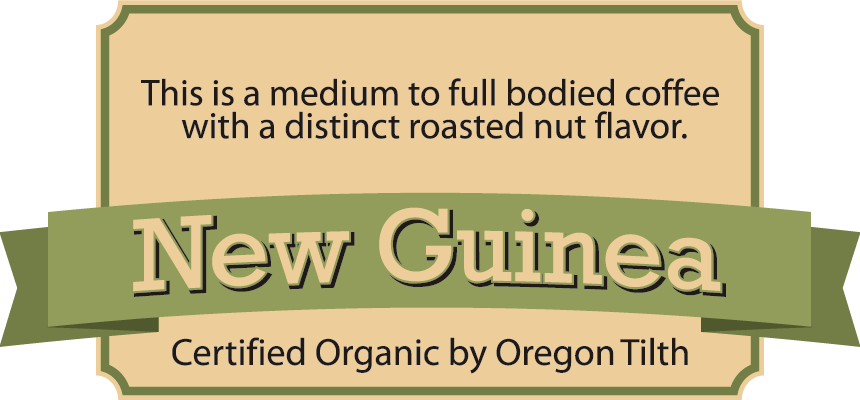 This is a medium to full bodied coffee
with a distinct roasted nut flavor.
New Guinea
Certified Organic by Oregon Tilth